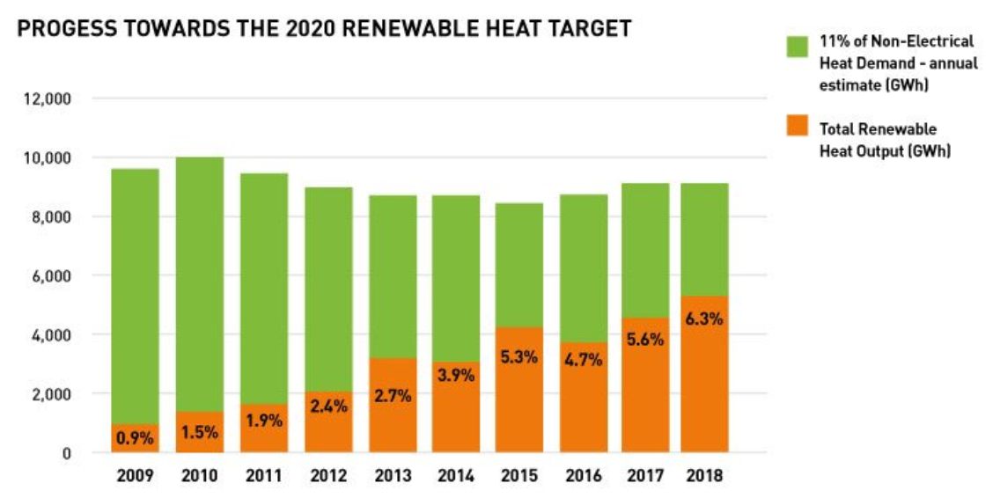 PROGESS TOWARDS THE 2020 RENEWABLE HEAT TARGET
11% of Non-Electrical
Heat Demand - annual
estimate (GWh)
Total Renewable
Heat Output (GWh)
12,000
10,000
8,000
6,000
4,000
2,000
0
0.9%
1.5%
1.9%
2.4%
2.7%
3.9%
5.3%
4.7%
5.6%
6.3%
2009 2010 2011 2012 2013 2014 2015 2016 2017 2018